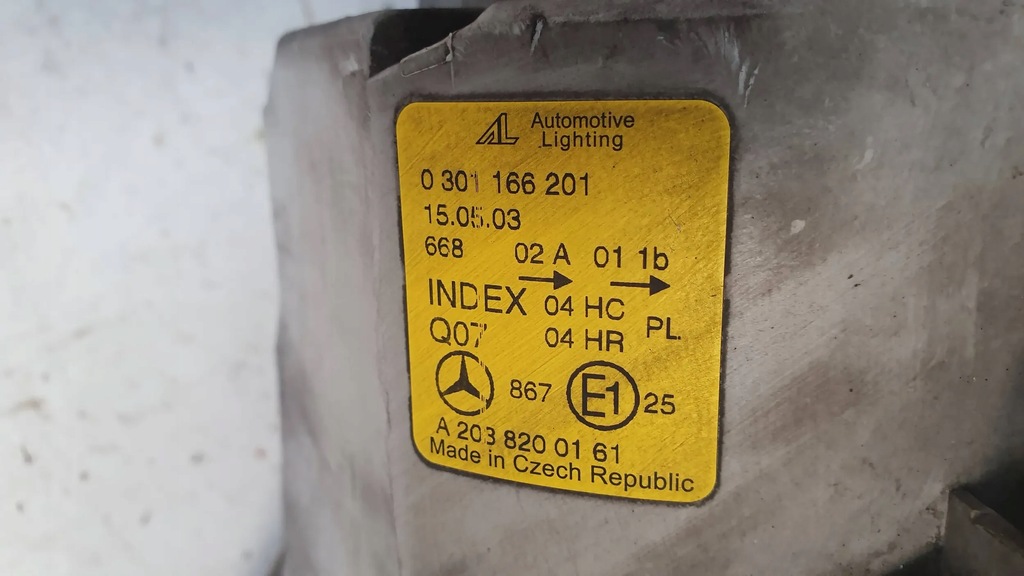 AL Automotive
Lighting
0 301 166 201
15.05.03
668 02 A 01 1b
INDEX 04 HC
Q07 04 HR PL
867 E1 25
A 203 820 01 61
Made in Czech Republic